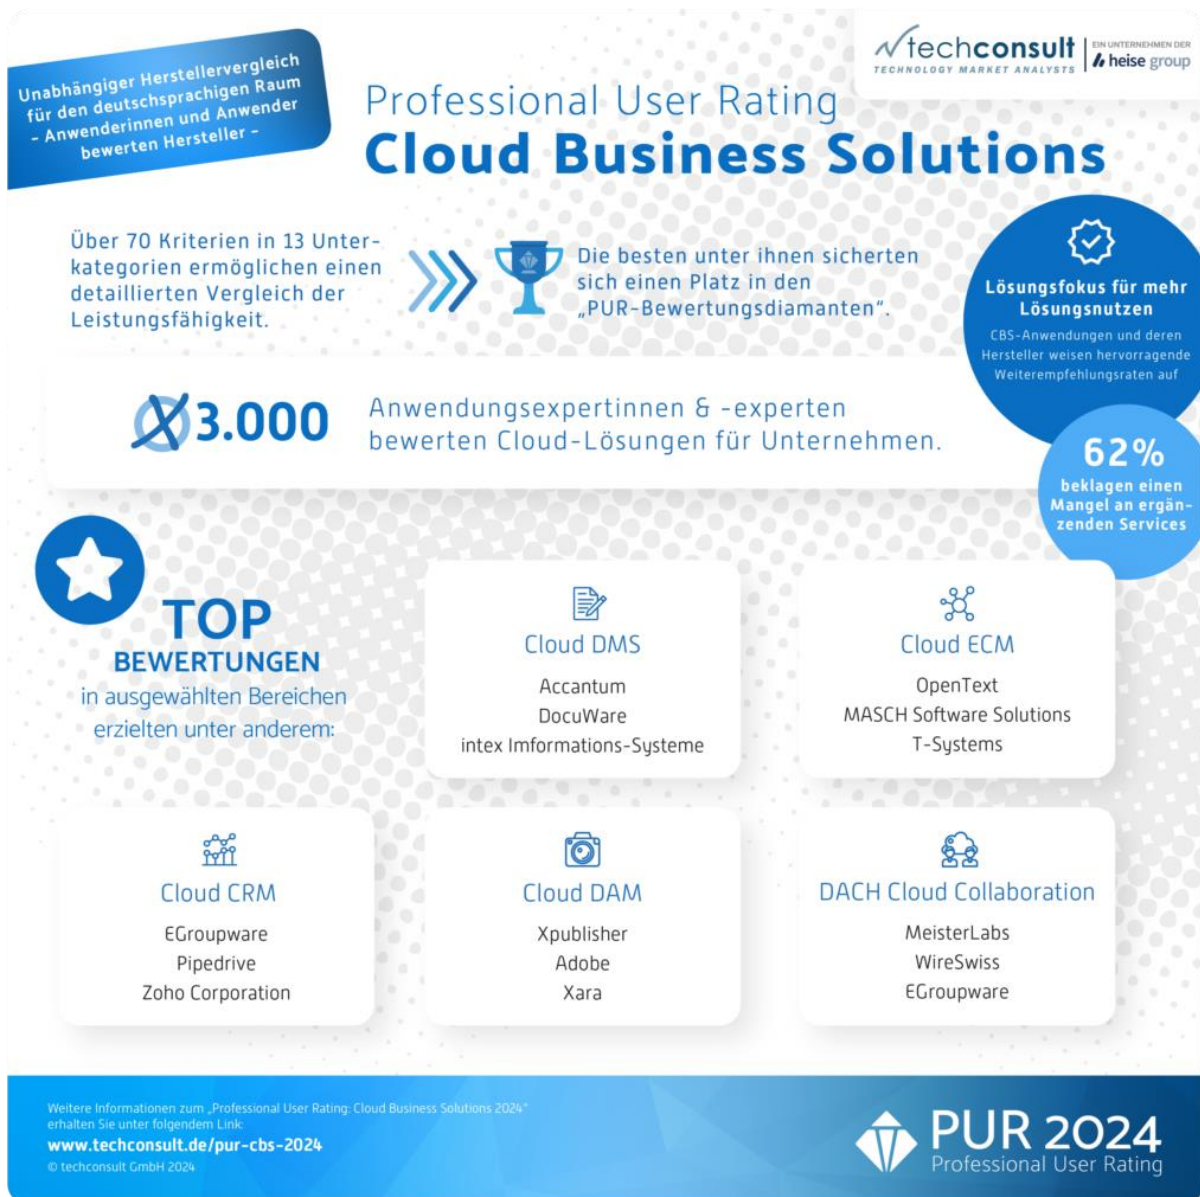 Unabhängiger Herstellervergleich
für den deutschsprachigen Raum
- Anwenderinnen und Anwender
bewerten Hersteller -
techconsult
TECHNOLOGY MARKET ANALYSTS
EIN UNTERNEHMEN DER
heise group
Professional User Rating
Cloud Business Solutions
Über 70 Kriterien in 13 Unter-
kategorien ermöglichen einen
detaillierten Vergleich der
Leistungsfähigkeit.
Die besten unter ihnen sicherten
sich einen Platz in den
„PUR-Bewertungsdiamanten“.
Lösungsfokus für mehr
Lösungsnutzen
CBS-Anwendungen und deren
Hersteller weisen hervorragende
Weiterempfehlungsraten auf
3.000
Anwendungsexpertinnen & -experten
bewerten Cloud-Lösungen für Unternehmen.
62%
beklagen einen
Mangel an ergän-
zenden Services
TOP
BEWERTUNGEN
in ausgewählten Bereichen
erzielten unter anderem:
Cloud DMS
Accantum
DocuWare
intex Imformations-Systeme
Cloud ECM
OpenText
MASCH Software Solutions
T-Systems
Cloud CRM
EGroupware
Pipedrive
Zoho Corporation
Cloud DAM
Xpublisher
Adobe
Xara
DACH Cloud Collaboration
MeisterLabs
WireSwiss
EGroupware
Weitere Informationen zum „Professional User Rating: Cloud Business Solutions 2024“
erhalten Sie unter folgendem Link:
www.techconsult.de/pur-cbs-2024
© techconsult GmbH 2024
PUR 2024
Professional User Rating